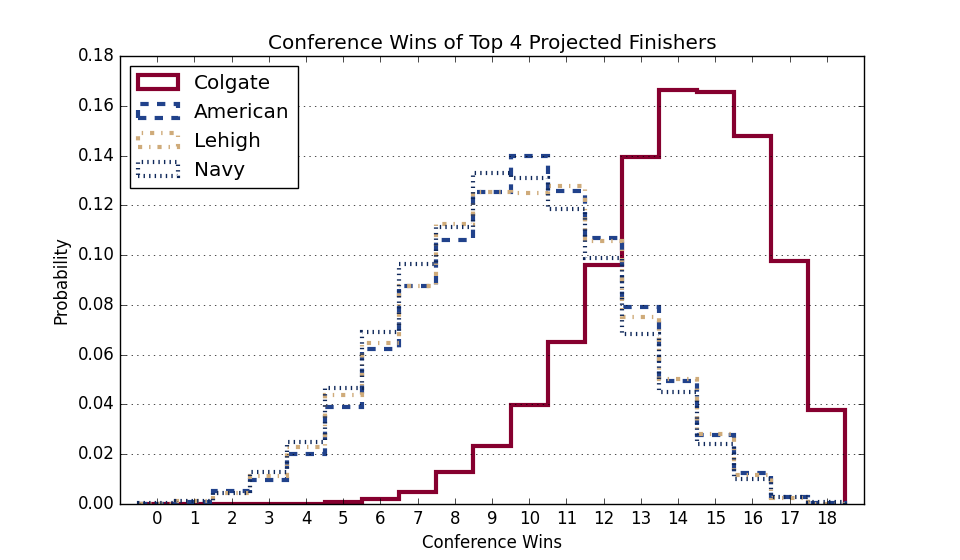 Conference Wins of Top 4 Projected Finishers
0.18
0.16
0.14
0.12
0.10
0.08
0.06
0.04
0.02
0.00
Probability
Colgate
American
Lehigh
Navy
0 1 2 3 4 5 6 7 8 9 10 11 12 13 14 15 16 17 18
Conference Wins